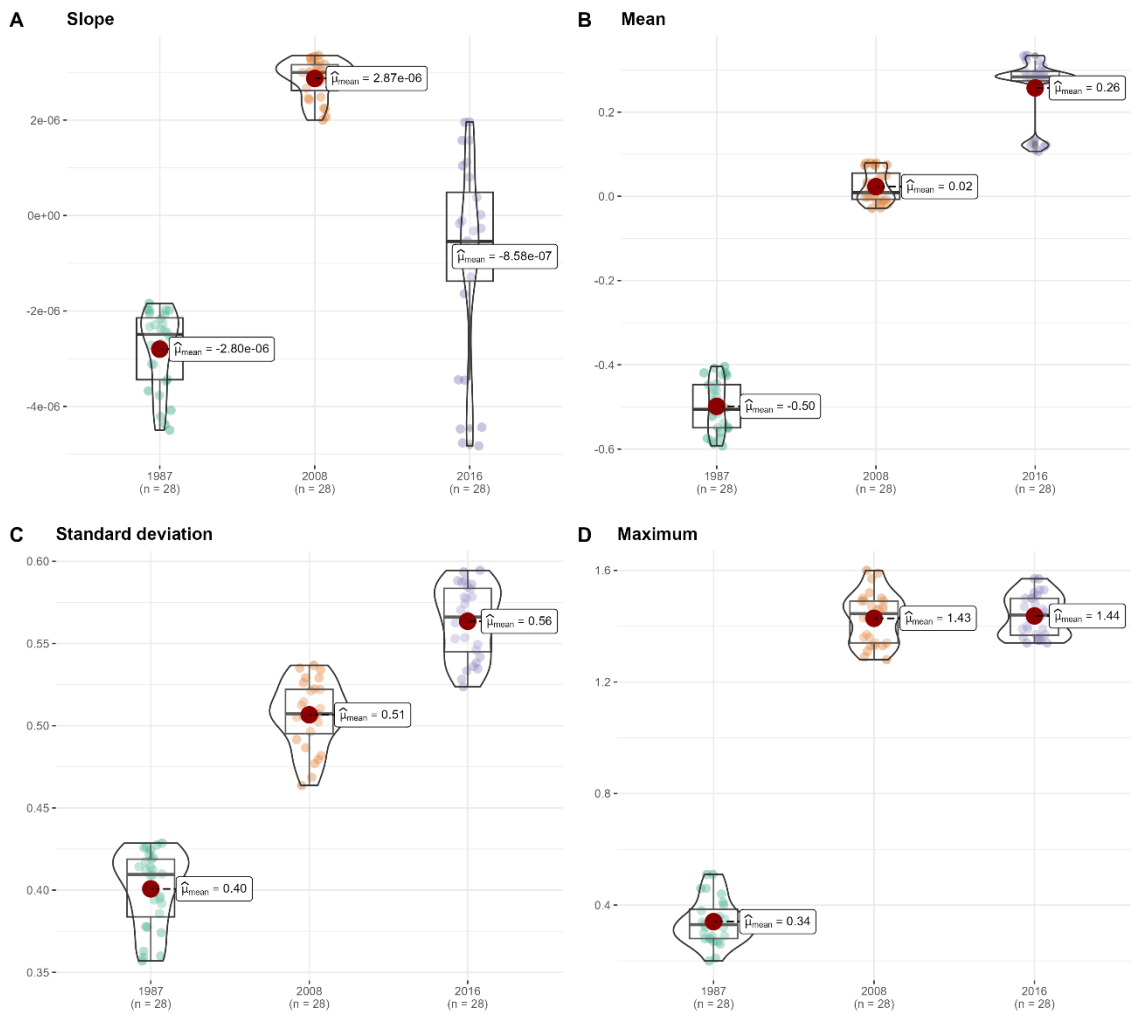 A Slope
μ̂mean = 2.87e-06
2e-06
0e+00
μ̂mean = -8.58e-07
-2e-06
μ̂mean = -2.80e-06
-4e-06
1987
(n = 28)
2008
(n = 28)
2016
(n = 28)
B Mean
μ̂mean = 0.26
0.2
μ̂mean = 0.02
0.0
-0.2
-0.4
μ̂mean = -0.50
-0.6
1987
(n = 28)
2008
(n = 28)
2016
(n = 28)
C Standard deviation
0.60
μ̂mean = 0.56
0.55
μ̂mean = 0.51
0.50
0.45
0.40
μ̂mean = 0.40
0.35
1987
(n = 28)
2008
(n = 28)
2016
(n = 28)
D Maximum
1.6
μ̂mean = 1.43
μ̂mean = 1.44
1.2
0.8
0.4
μ̂mean = 0.34
1987
(n = 28)
2008
(n = 28)
2016
(n = 28)